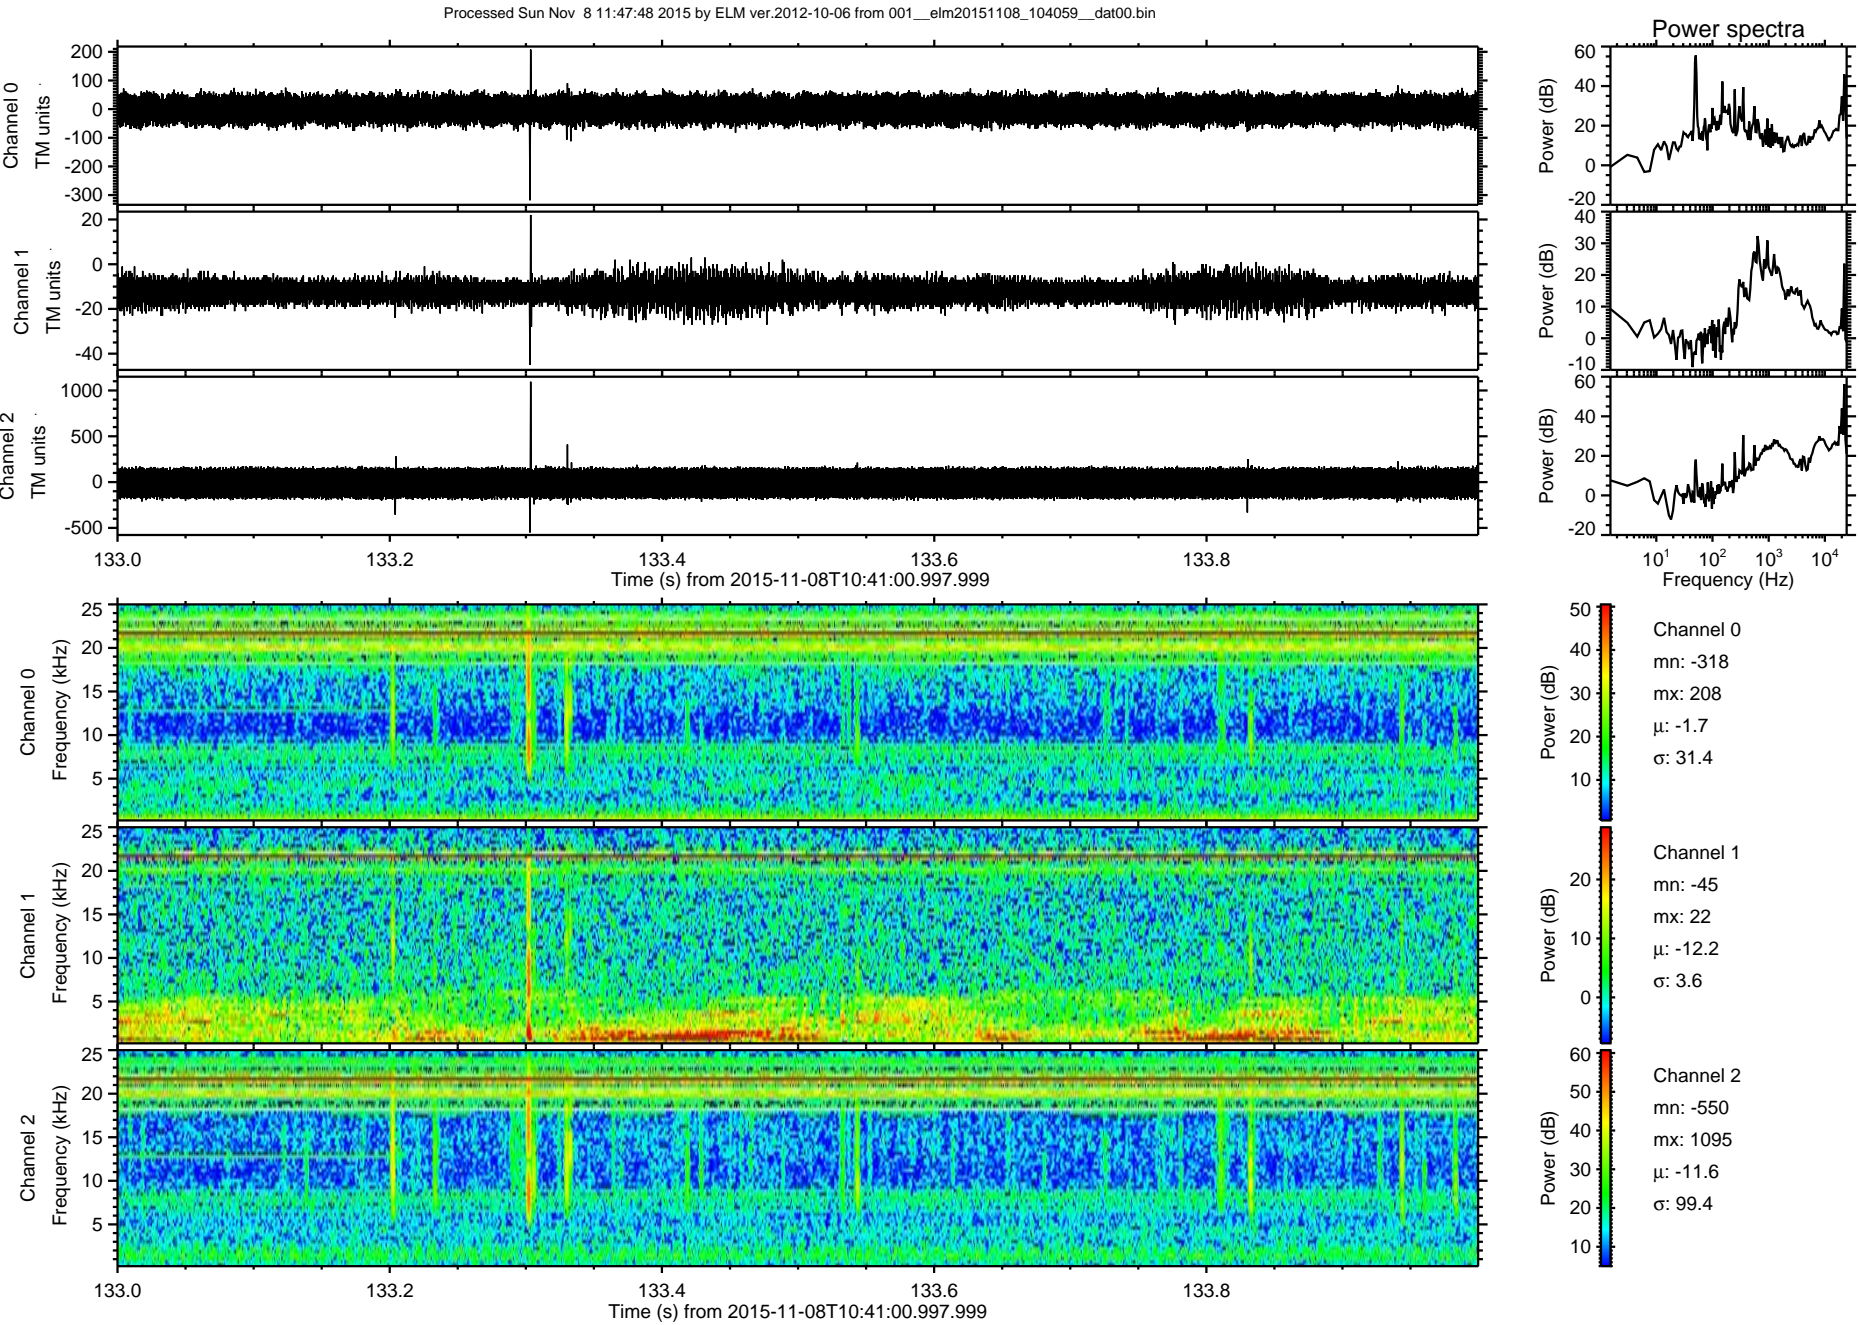 Processed Sun Nov  8 11:47:48 2015 by ELM ver.2012-10-06 from 001__elm20151108_104059__dat00.bin
Power spectra
Channel 0
TM units
200
100
0
-100
-200
-300
Power (dB)
60
40
20
0
-20
Channel 1
TM units
20
0
-20
-40
Power (dB)
40
30
20
10
0
-10
Channel 2
TM units
1000
500
0
-500
Power (dB)
60
40
20
0
-20
133.0 133.2 133.4 133.6 133.8
Time (s) from 2015-11-08T10:41:00.997.999
10¹ 10² 10³ 10⁴
Frequency (Hz)
Channel 0
Frequency (kHz)
25
20
15
10
5
Power (dB)
50
40
30
20
10
Channel 0
mn: -318
mx: 208
μ: -1.7
σ: 31.4
Channel 1
Frequency (kHz)
25
20
15
10
5
Power (dB)
20
10
0
Channel 1
mn: -45
mx: 22
μ: -12.2
σ: 3.6
Channel 2
Frequency (kHz)
25
20
15
10
5
Power (dB)
60
50
40
30
20
10
Channel 2
mn: -550
mx: 1095
μ: -11.6
σ: 99.4
133.0 133.2 133.4 133.6 133.8
Time (s) from 2015-11-08T10:41:00.997.999